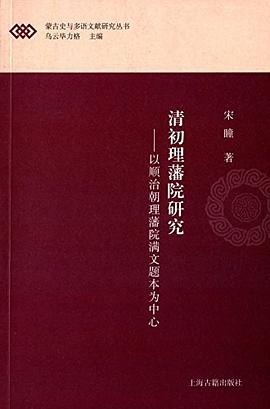 蒙古史与多语文献研究丛书
乌云毕力格 主编
清初理藩院研究
——以顺治朝理藩院满文题本为中心
宋瞳 著
上海古籍出版社